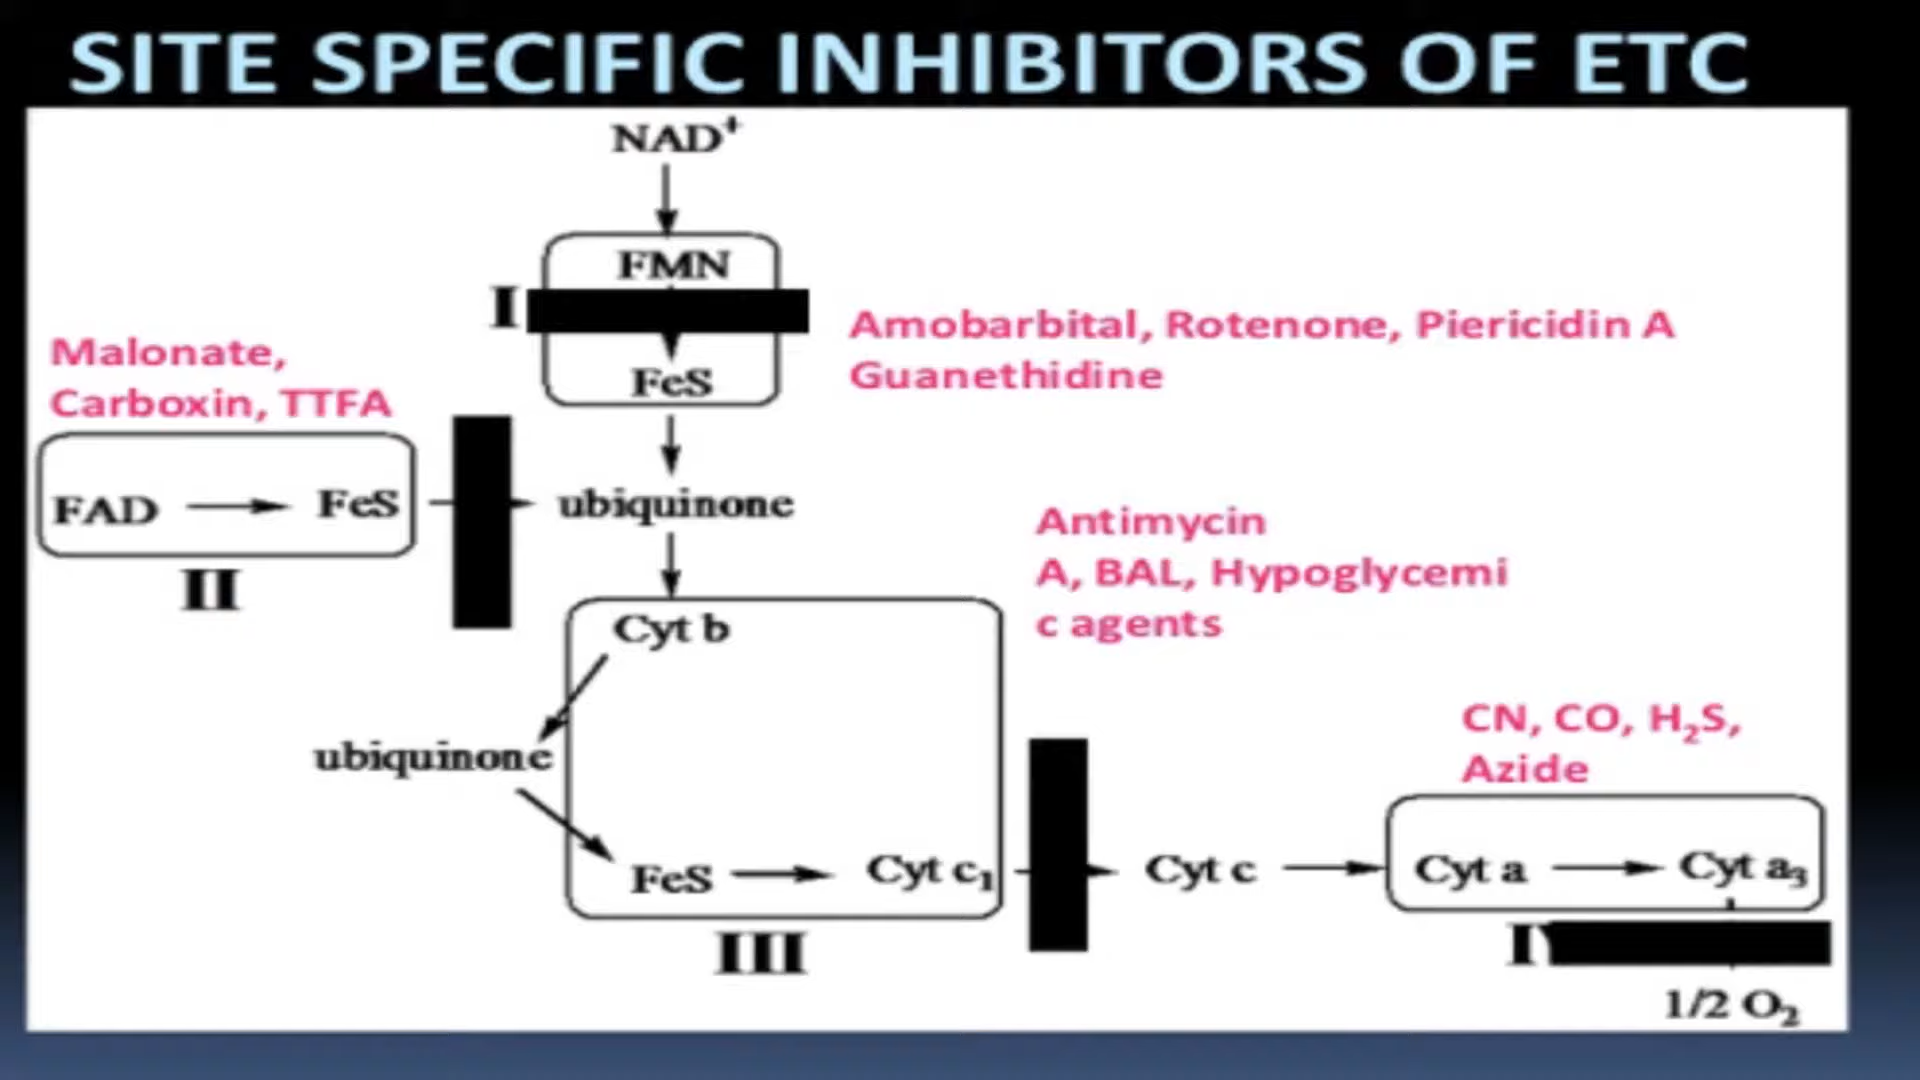 SITE SPECIFIC INHIBITORS OF ETC
NAD⁺
FMN
I
Amobarbital, Rotenone, Piericidin A
Guanethidine
Malonate,
Carboxin, TTFA
FeS
FAD
FeS
ubiquinone
II
Antimycin
A, BAL, Hypoglycemi
c agents
Cyt b
ubiquinone
CN, CO, H₂S,
Azide
FeS
Cyt c₁
Cyt c
Cyt a
Cyt a₃
III
1/2 O₂